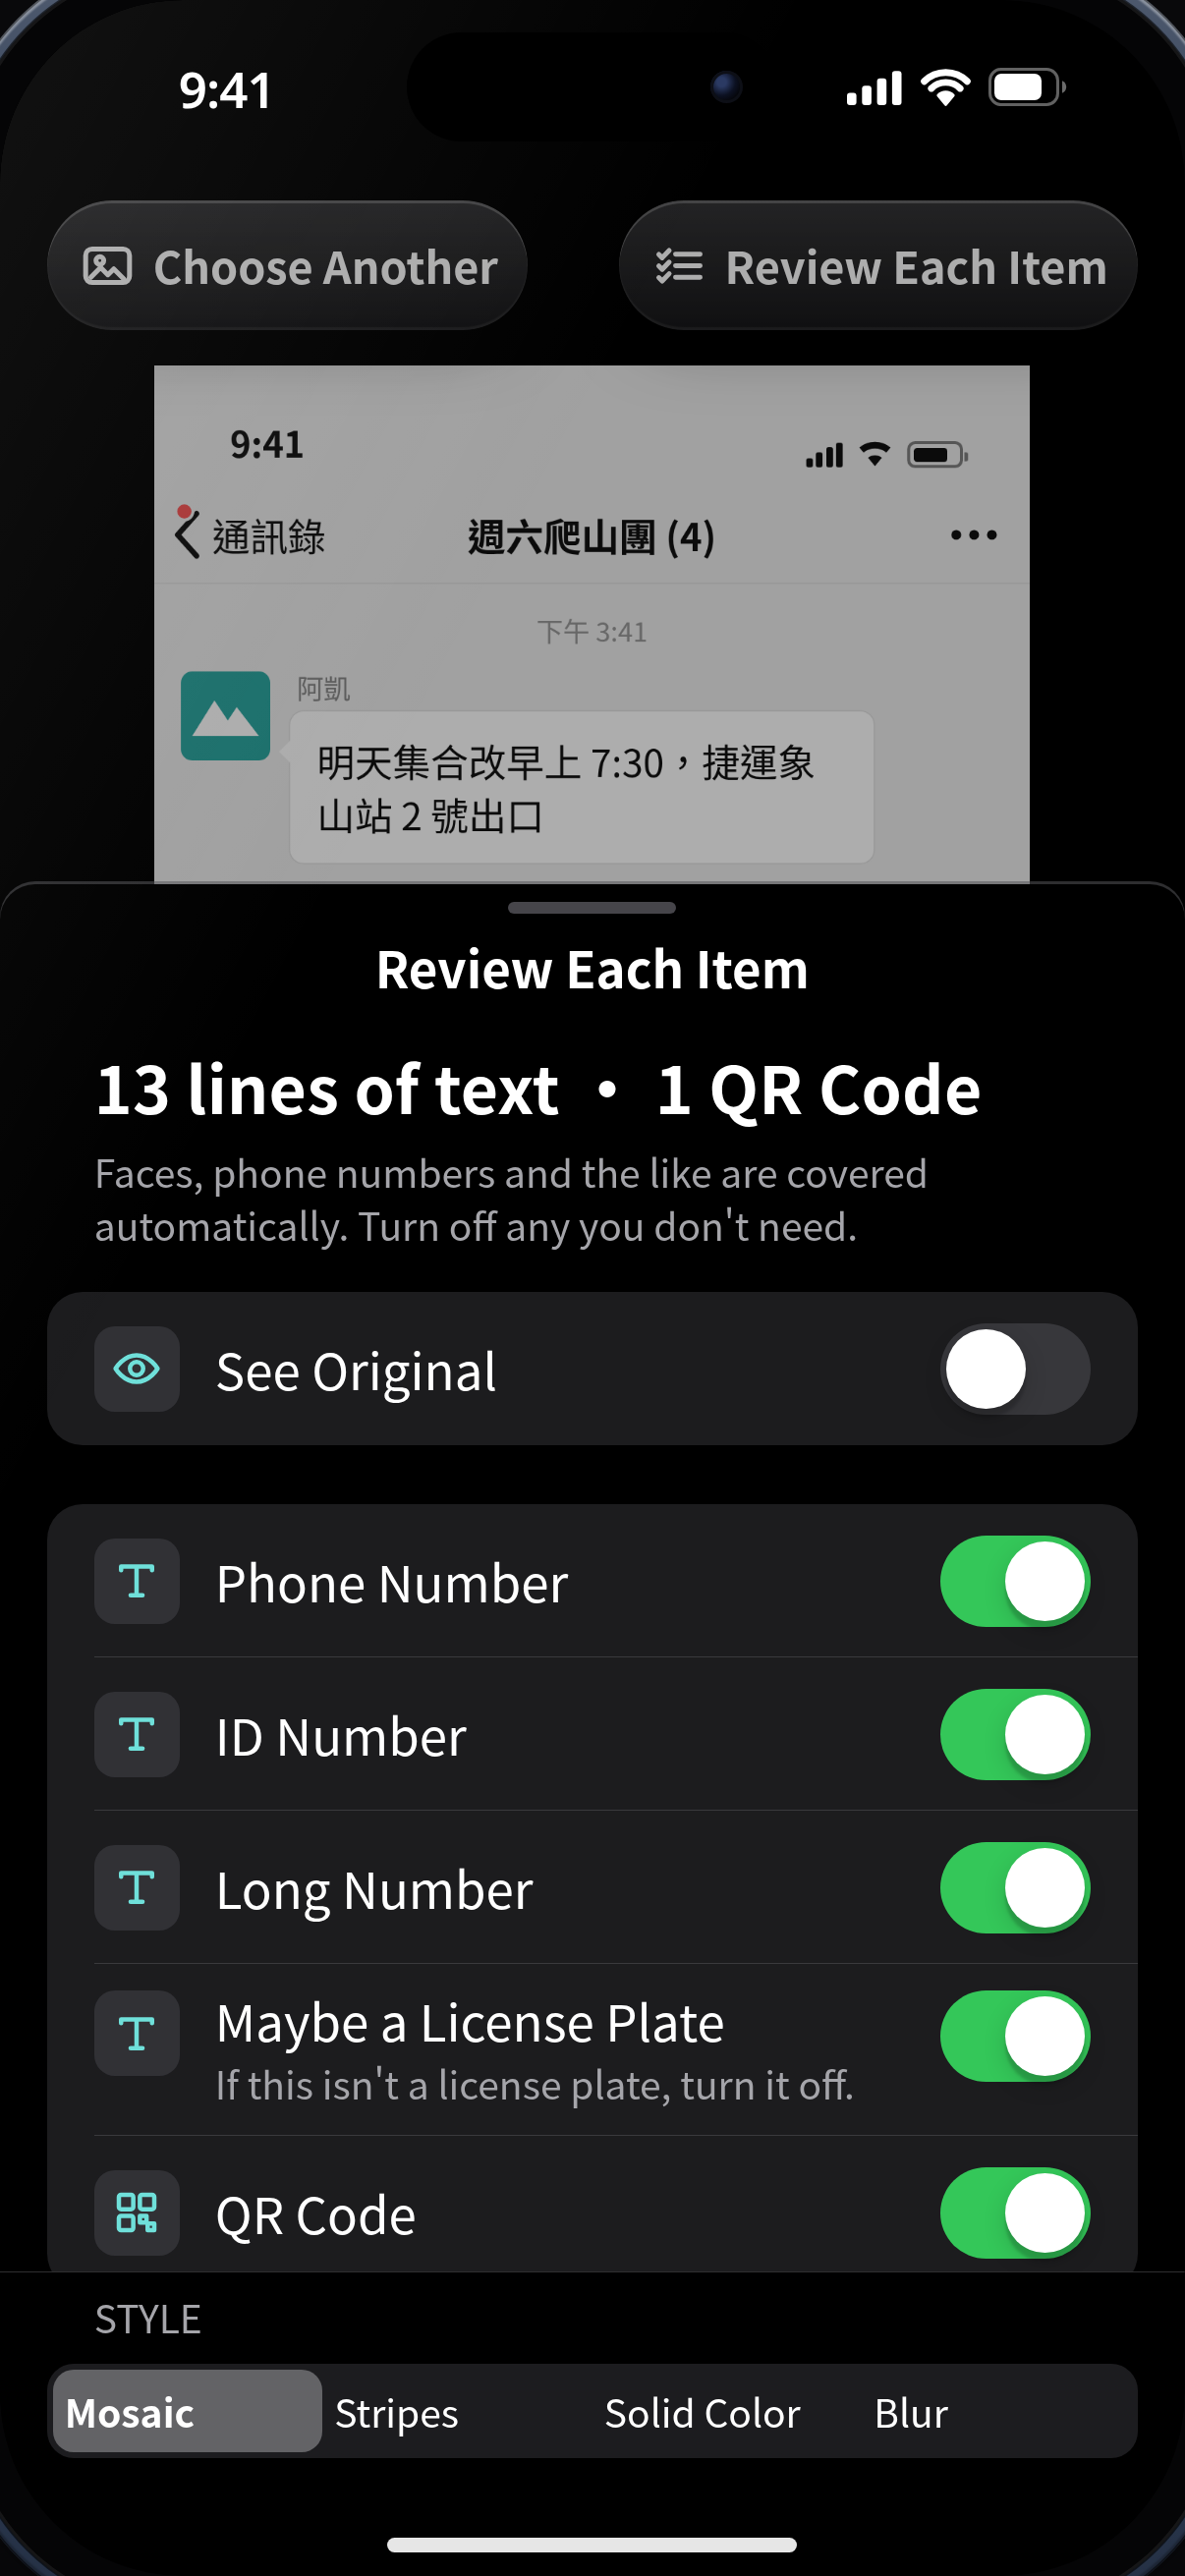 9:41
Choose Another
Review Each Item
9:41
通訊錄
週六爬山團 (4)
下午 3:41
阿凱
明天集合改早上 7:30，捷運象
山站 2 號出口
Review Each Item
13 lines of text • 1 QR Code
Faces, phone numbers and the like are covered
automatically. Turn off any you don't need.
See Original
Phone Number
ID Number
Long Number
Maybe a License Plate
If this isn't a license plate, turn it off.
QR Code
STYLE
Mosaic
Stripes
Solid Color
Blur